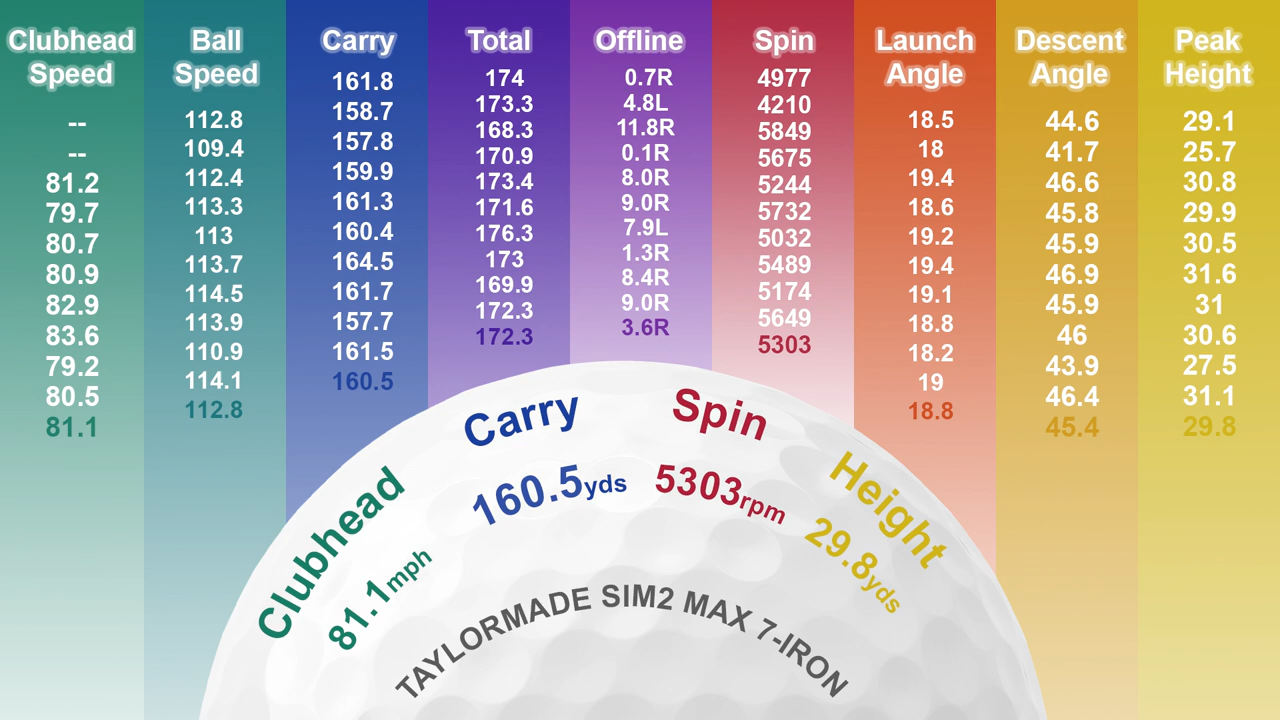 Clubhead
Speed
--
--
81.2
79.7
80.7
80.9
82.9
83.6
79.2
80.5
81.1
Ball
Speed
112.8
109.4
112.4
113.3
113
113.7
114.5
113.9
110.9
114.1
112.8
Carry
161.8
158.7
157.8
159.9
161.3
160.4
164.5
161.7
157.7
161.5
160.5
Total
174
173.3
168.3
170.9
173.4
171.6
176.3
173
169.9
172.3
172.3
Offline
0.7R
4.8L
11.8R
0.1R
8.0R
9.0R
7.9L
1.3R
8.4R
9.0R
3.6R
Spin
4977
4210
5849
5675
5244
5732
5032
5489
5174
5649
5303
Launch
Angle
18.5
18
19.4
18.6
19.2
19.4
19.1
18.8
18.2
19
18.8
Descent
Angle
44.6
41.7
46.6
45.8
45.9
46.9
45.9
46
43.9
46.4
45.4
Peak
Height
29.1
25.7
30.8
29.9
30.5
31.6
31
30.6
27.5
31.1
29.8
Clubhead
81.1mph
Carry
160.5yds
Spin
5303rpm
Height
29.8yds
TAYLORMADE SIM2 MAX 7-IRON